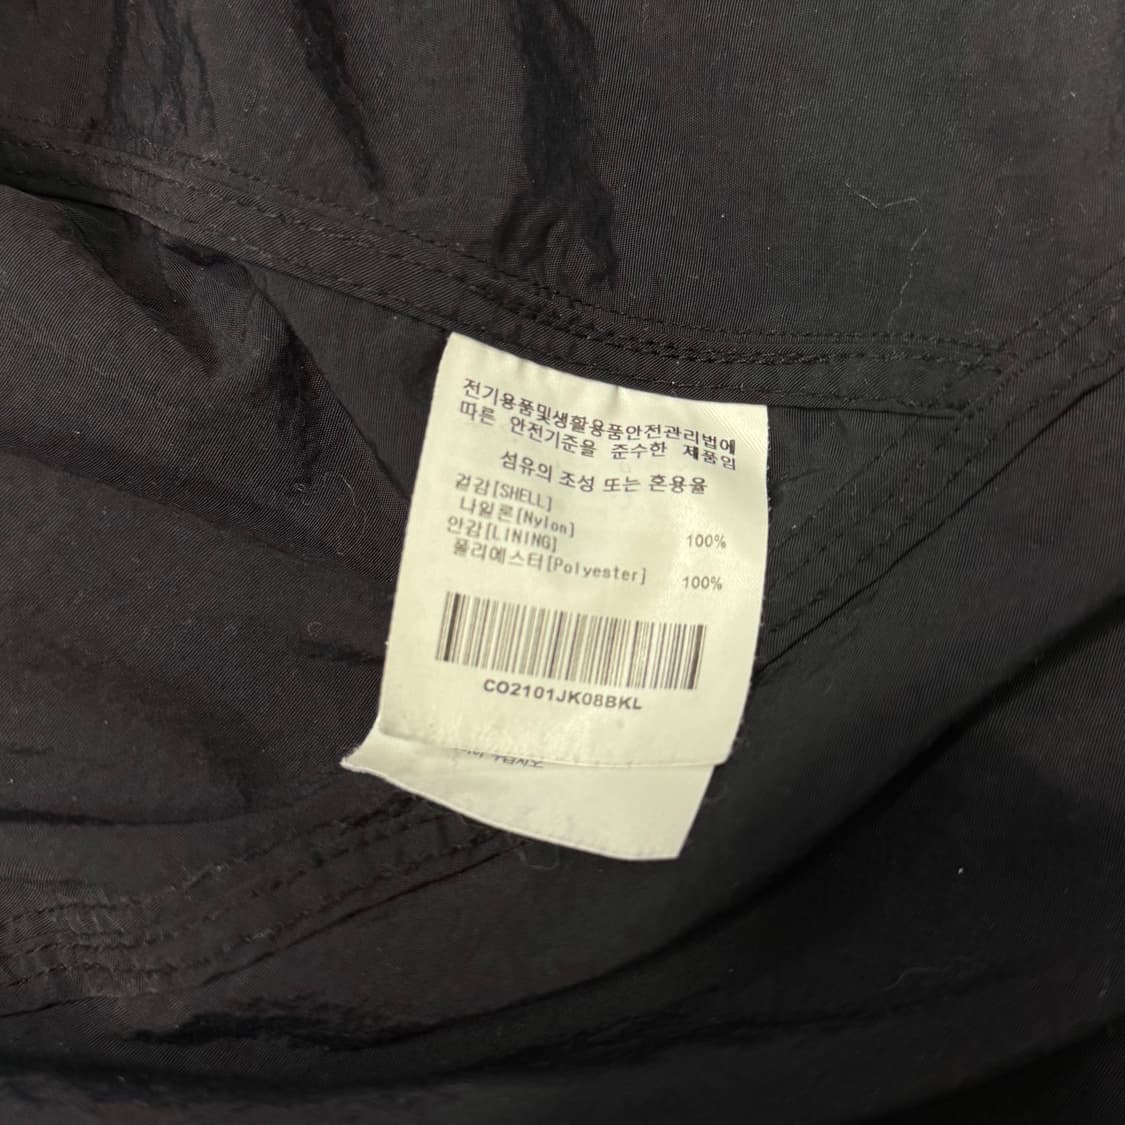 전기용품및생활용품안전관리법에
따른 안전기준을 준수한 제품임
섬유의 조성 또는 혼용율
겉감[SHELL]
나일론[Nylon] 100%
안감[LINING]
폴리에스터[Polyester] 100%
CO2101JK08BKL